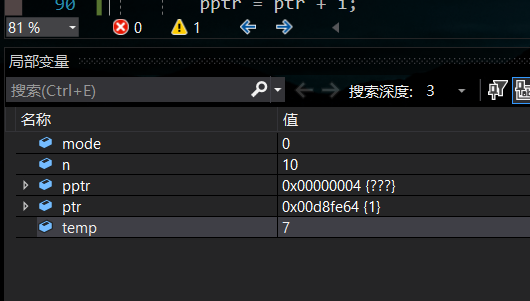 90 pptr = ptr + i;
81 % 0 1
局部变量
搜索(Ctrl+E) 搜索深度: 3
名称 值
mode 0
n 10
pptr 0x00000004 {???}
ptr 0x00d8fe64 {1}
temp 7